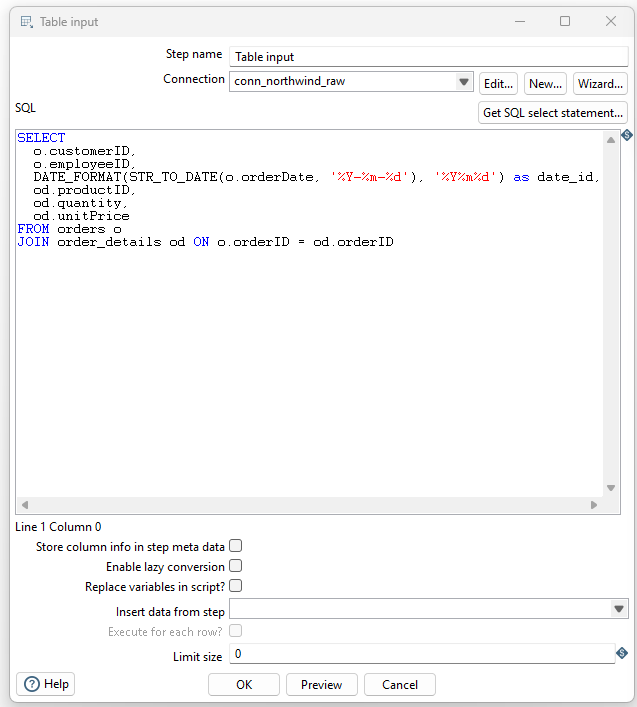 Table input
Step name Table input
Connection conn_northwind_raw Edit... New... Wizard...
SQL Get SQL select statement...
SELECT
o.customerID,
o.employeeID,
DATE_FORMAT(STR_TO_DATE(o.orderDate, '%Y-%m-%d'), '%Y%m%d') as date_id,
od.productID,
od.quantity,
od.unitPrice
FROM orders o
JOIN order_details od ON o.orderID = od.orderID
Line 1 Column 0
Store column info in step meta data
Enable lazy conversion
Replace variables in script?
Insert data from step
Execute for each row?
Limit size 0
Help OK Preview Cancel